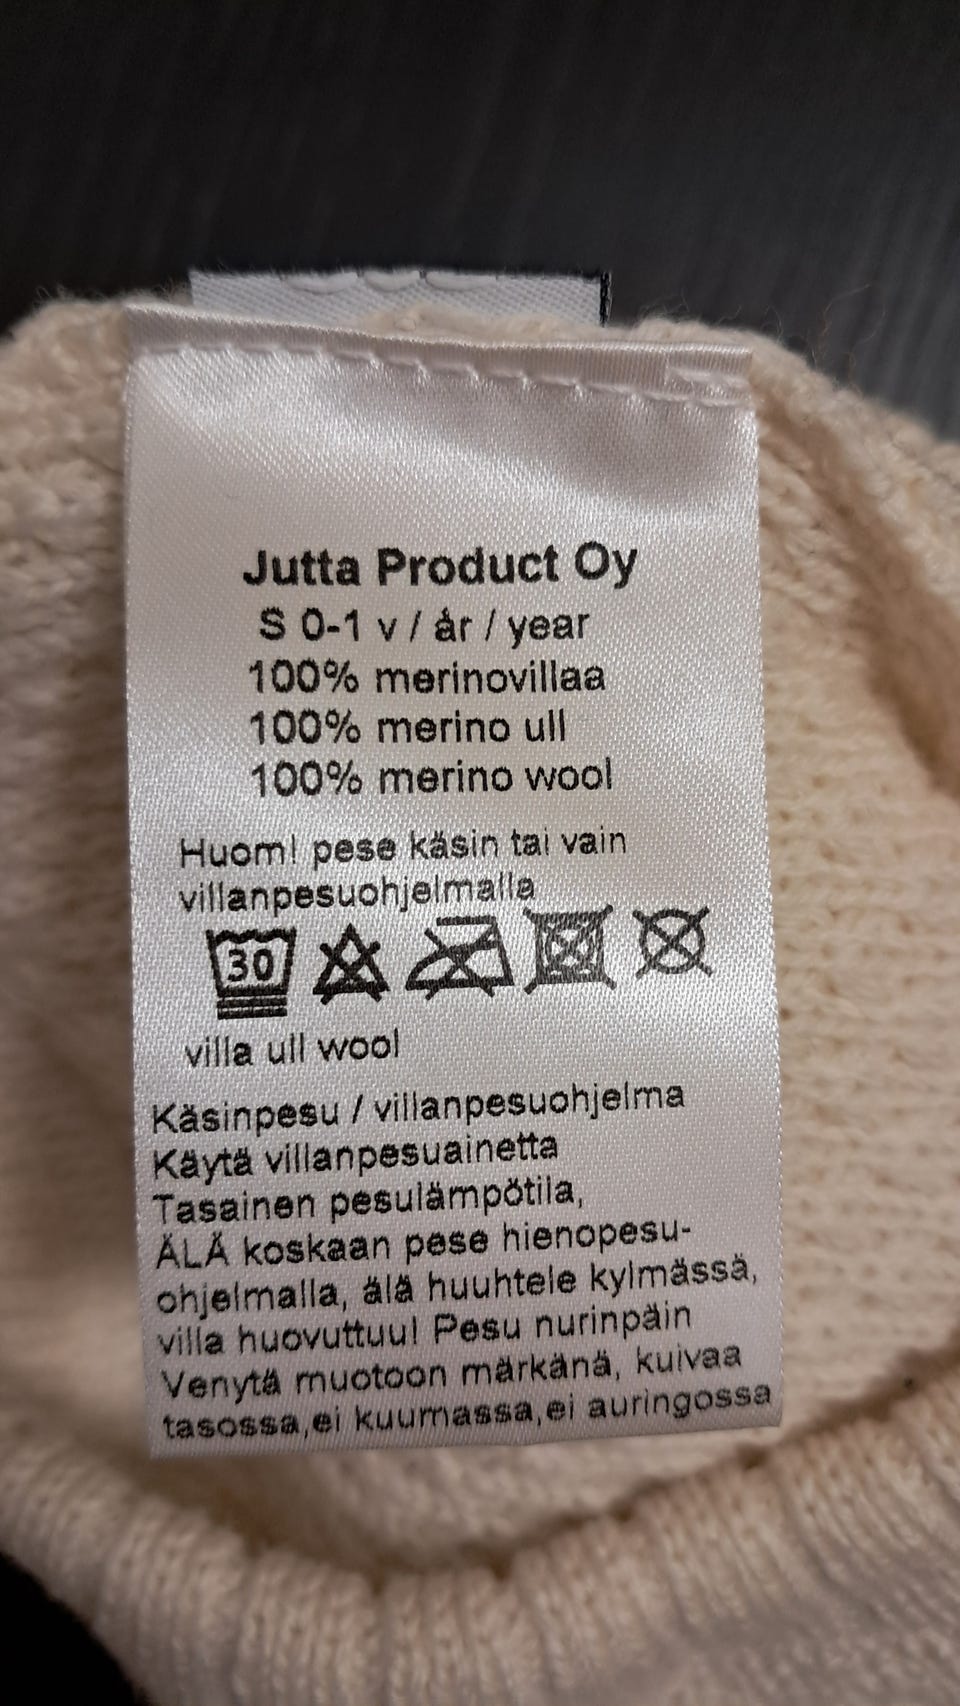 Jutta Product Oy
S 0-1 v / år / year
100% merinovillaa
100% merino ull
100% merino wool
Huom! pese käsin tai vain
villanpesuohjelmalla
30
villa ull wool
Käsinpesu / villanpesuohjelma
Käytä villanpesuainetta
Tasainen pesulämpötila,
ÄLÄ koskaan pese hienopesu-
ohjelmalla, älä huuhtele kylmässä,
villa huovuttuu! Pesu nurinpäin
Venytä muotoon märkänä, kuivaa
tasossa,ei kuumassa,ei auringossa